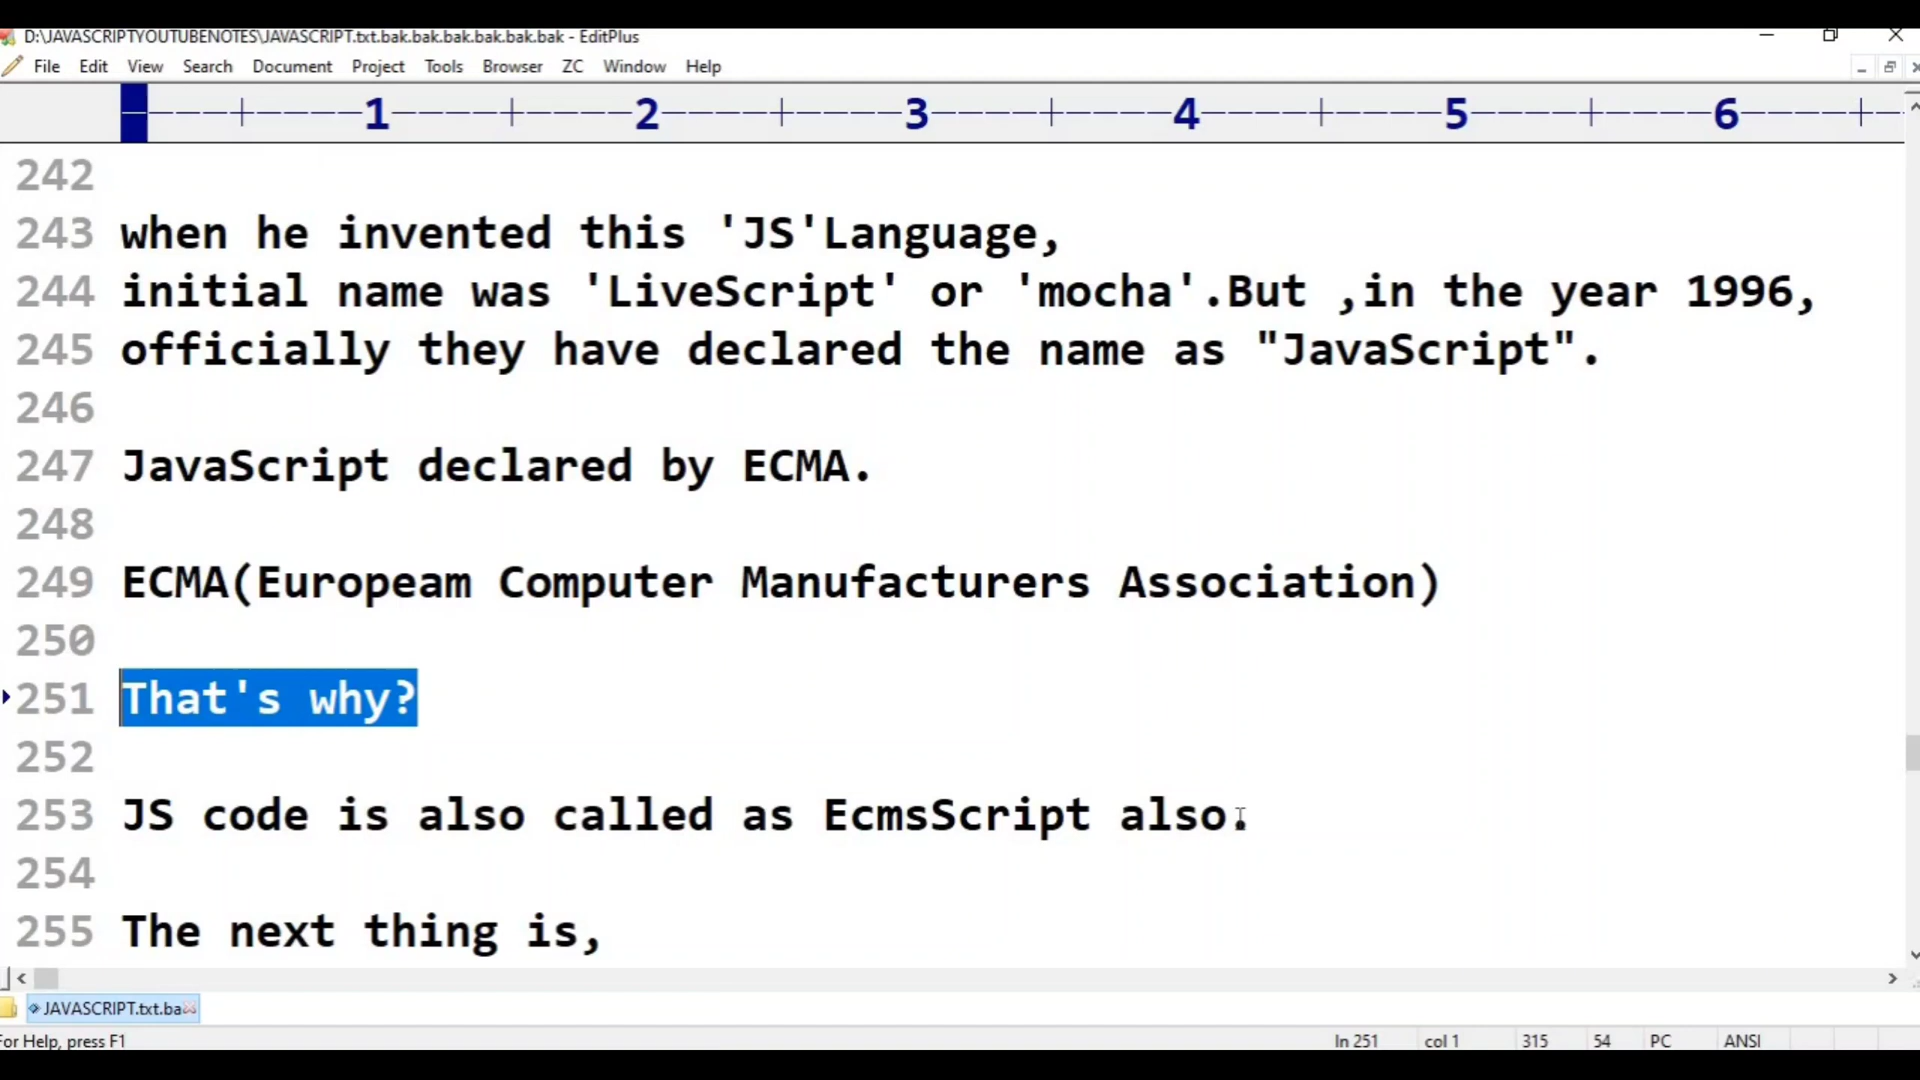 D:\JAVASCRIPTYOUTUBENOTES\JAVASCRIPT.txt.bak.bak.bak.bak.bak.bak - EditPlus
File Edit View Search Document Project Tools Browser ZC Window Help
1 2 3 4 5 6
242
243 when he invented this 'JS'Language,
244 initial name was 'LiveScript' or 'mocha'.But ,in the year 1996,
245 officially they have declared the name as "JavaScript".
246
247 JavaScript declared by ECMA.
248
249 ECMA(Europeam Computer Manufacturers Association)
250
251 That's why?
252
253 JS code is also called as EcmsScript also.
254
255 The next thing is,
JAVASCRIPT.txt.ba
For Help, press F1 ln 251 col 1 315 54 PC ANSI